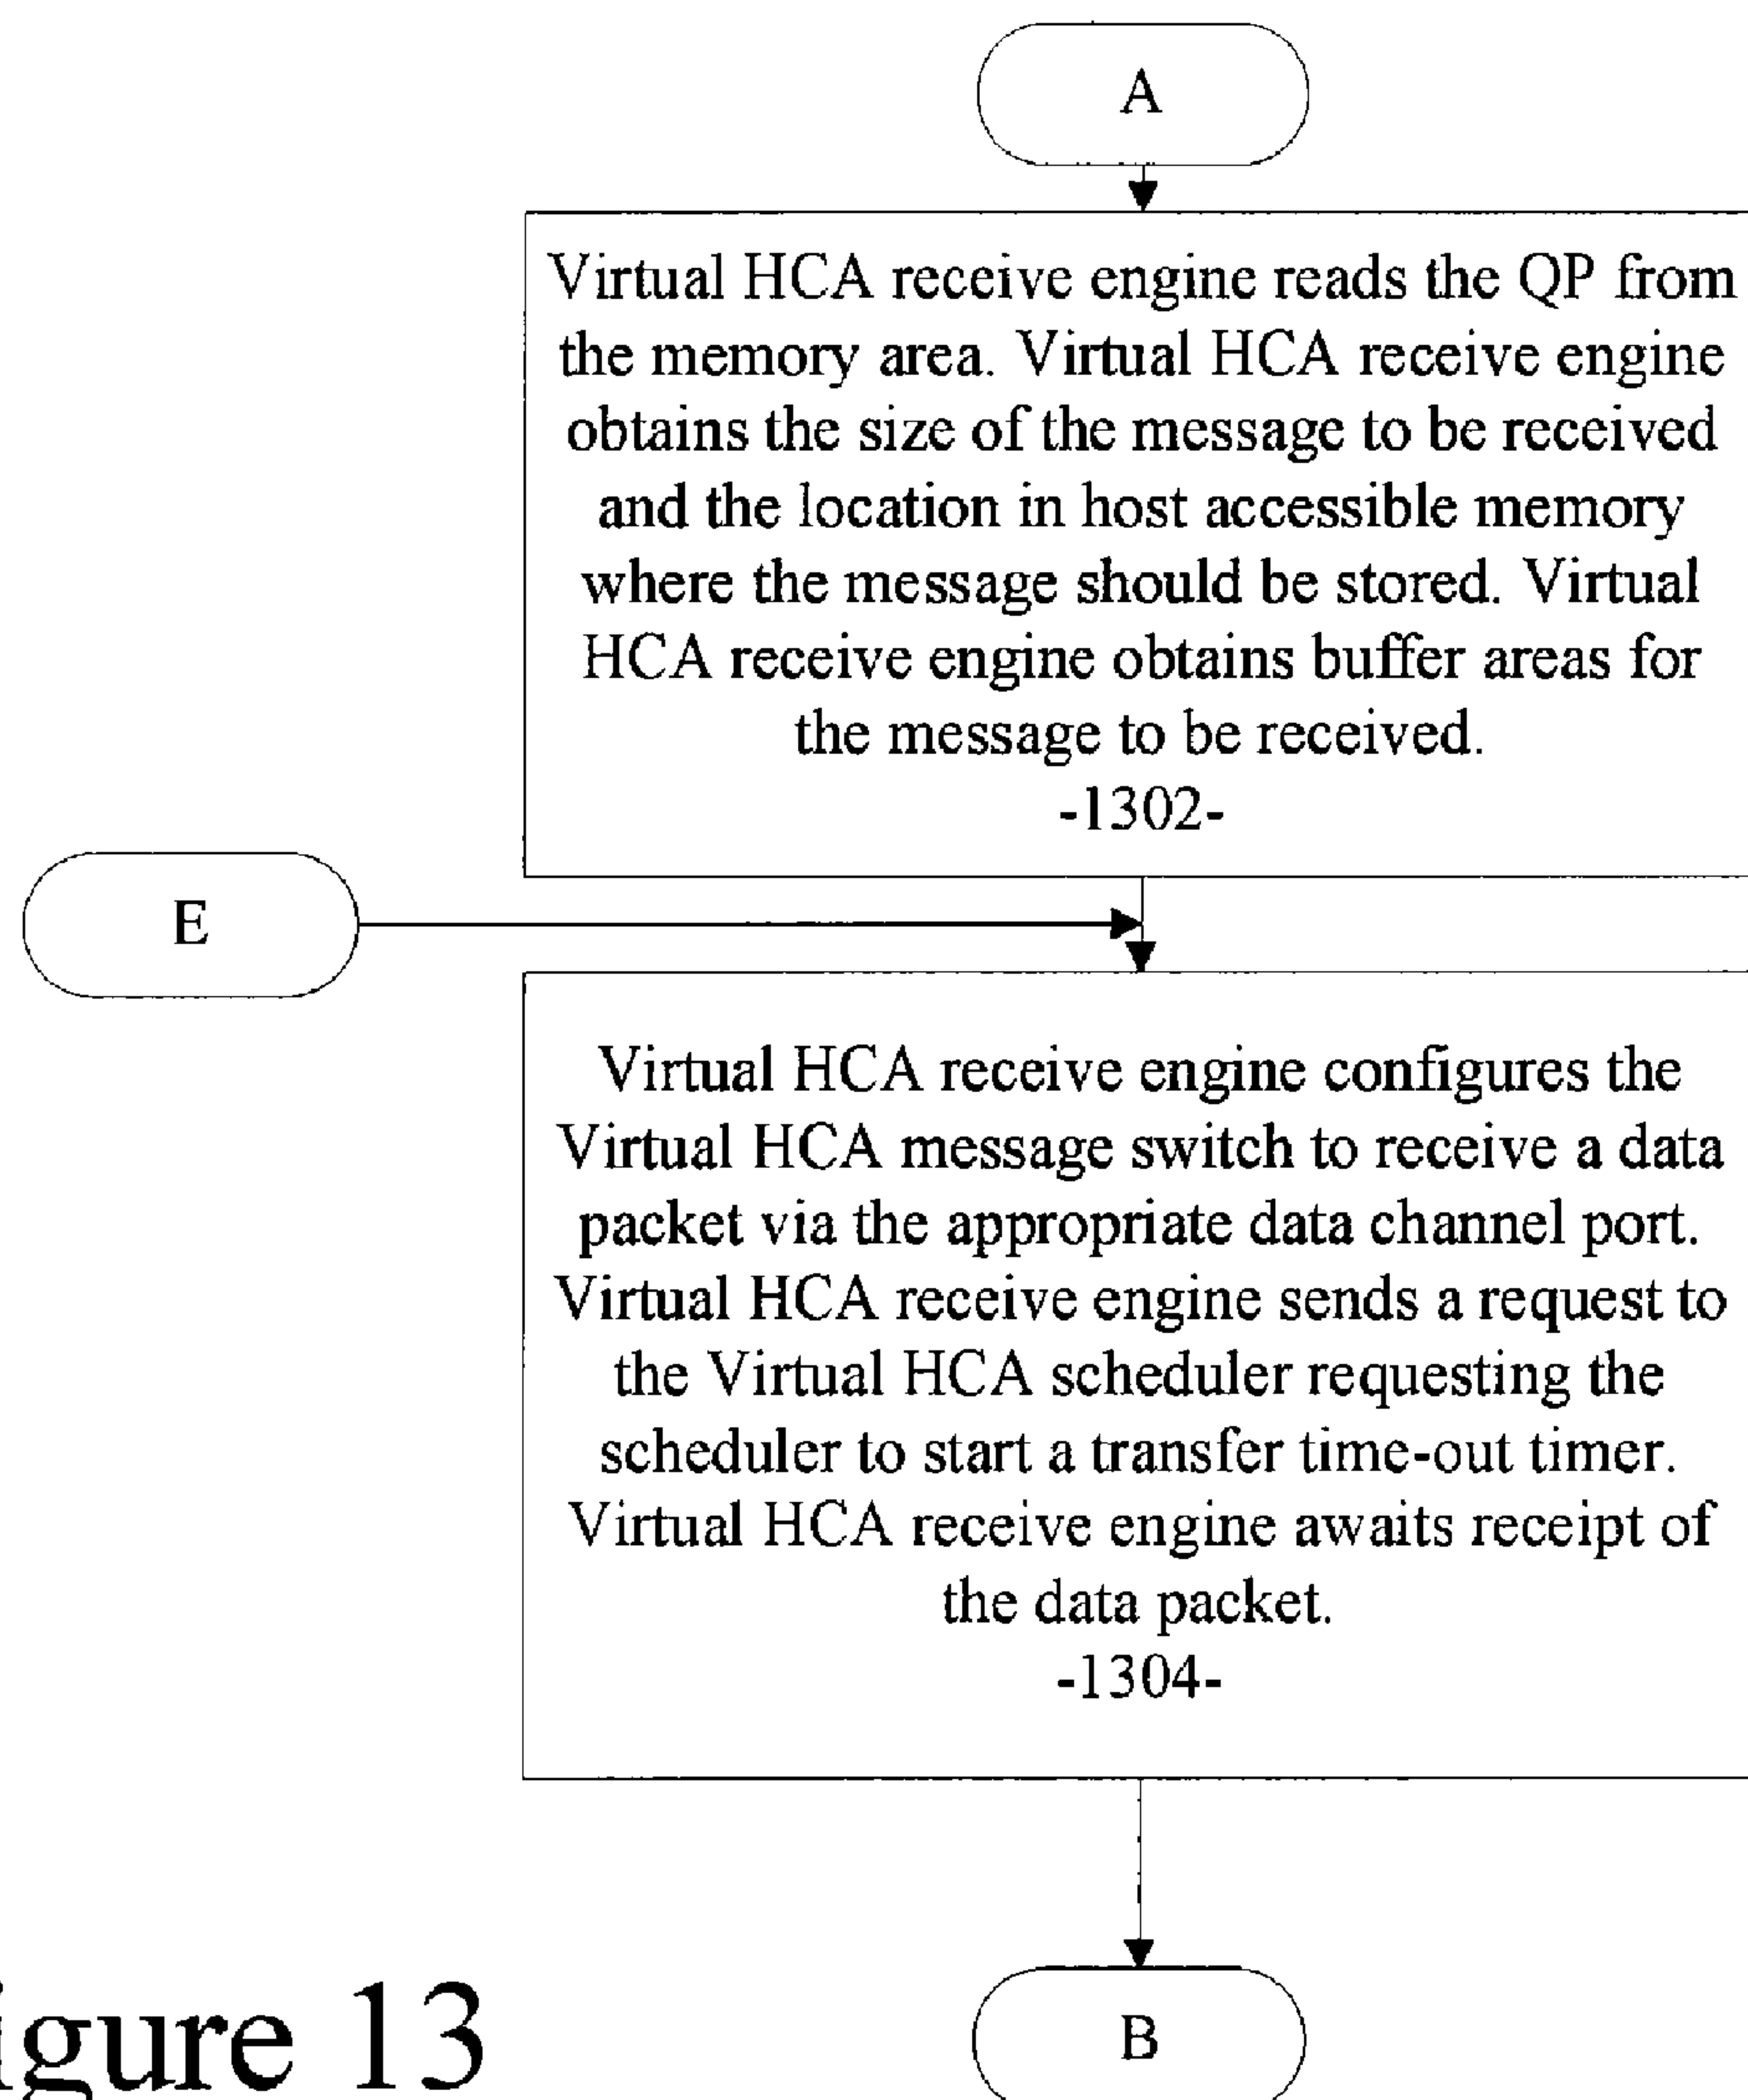 A
Virtual HCA receive engine reads the QP from
the memory area. Virtual HCA receive engine
obtains the size of the message to be received
and the location in host accessible memory
where the message should be stored. Virtual
HCA receive engine obtains buffer areas for
the message to be received.
-1302-
E
Virtual HCA receive engine configures the
Virtual HCA message switch to receive a data
packet via the appropriate data channel port.
Virtual HCA receive engine sends a request to
the Virtual HCA scheduler requesting the
scheduler to start a transfer time-out timer.
Virtual HCA receive engine awaits receipt of
the data packet.
-1304-
B
igure 13